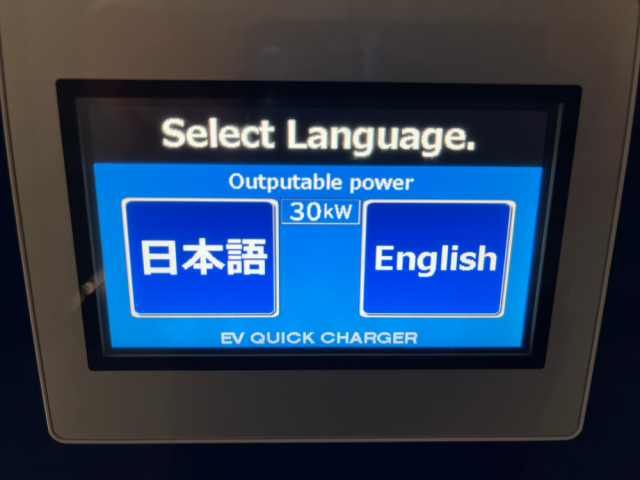 Select Language.
Outputable power
30kW
日本語
English
EV QUICK CHARGER